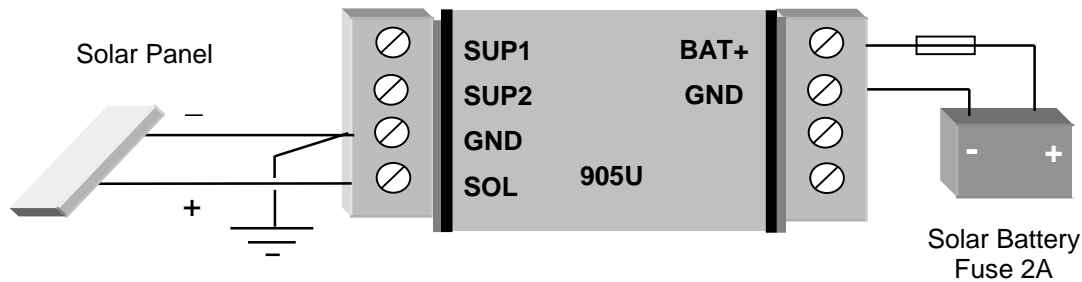 Solar Panel
SUP1
SUP2
GND
SOL
905U
BAT+
GND
–
+
-
+
Solar Battery
Fuse 2A